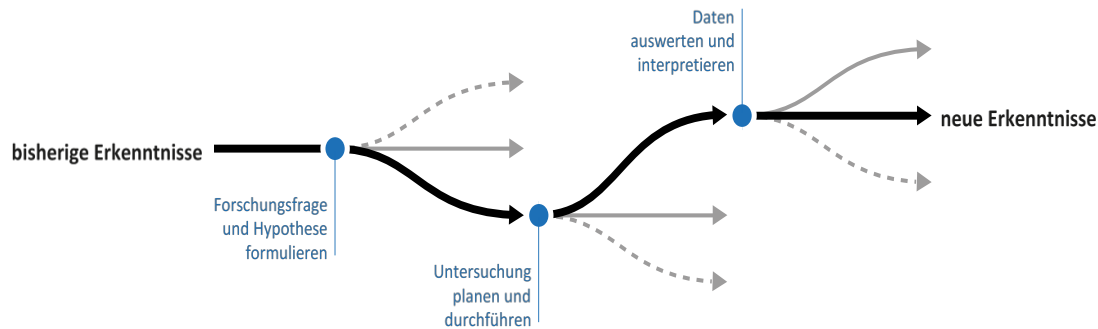 bisherige Erkenntnisse
Forschungsfrage
und Hypothese
formulieren
Untersuchung
planen und
durchführen
Daten
auswerten und
interpretieren
neue Erkenntnisse